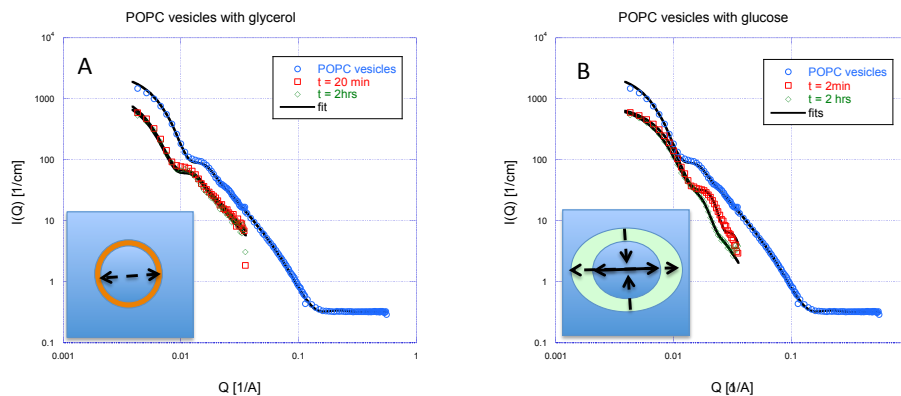 POPC vesicles with glycerol
A
POPC vesicles
t = 20 min
t = 2hrs
fit
10⁴
1000
100
10
1
0.1
I(Q) [1/cm]
0.001
0.01
0.1
1
Q [1/A]
POPC vesicles with glucose
B
POPC vesicles
t = 2min
t = 2 hrs
fits
10⁴
1000
100
10
1
0.1
I(Q) [1/cm]
0.001
0.01
0.1
Q [1/A]